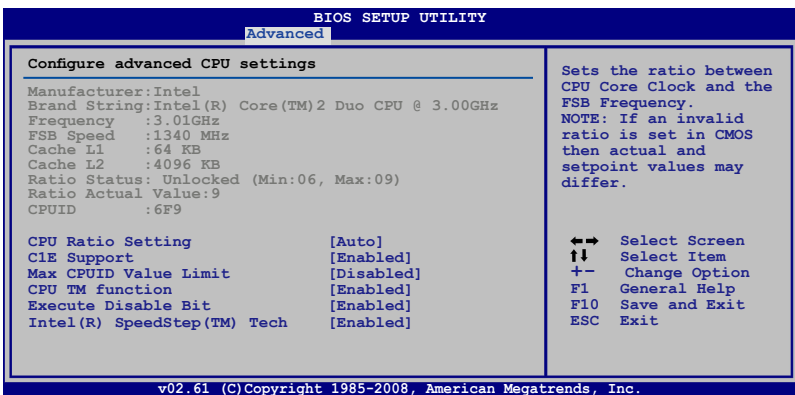 BIOS SETUP UTILITY
Advanced
Configure advanced CPU settings
Manufacturer:Intel
Brand String:Intel(R) Core(TM)2 Duo CPU @ 3.00GHz
Frequency :3.01GHz
FSB Speed :1340 MHz
Cache L1 :64 KB
Cache L2 :4096 KB
Ratio Status: Unlocked (Min:06, Max:09)
Ratio Actual Value:9
CPUID :6F9
CPU Ratio Setting [Auto]
C1E Support [Enabled]
Max CPUID Value Limit [Disabled]
CPU TM function [Enabled]
Execute Disable Bit [Enabled]
Intel(R) SpeedStep(TM) Tech [Enabled]
Sets the ratio between
CPU Core Clock and the
FSB Frequency.
NOTE: If an invalid
ratio is set in CMOS
then actual and
setpoint values may
differ.
←→ Select Screen
↑↓ Select Item
+- Change Option
F1 General Help
F10 Save and Exit
ESC Exit
v02.61 (C)Copyright 1985-2008, American Megatrends, Inc.